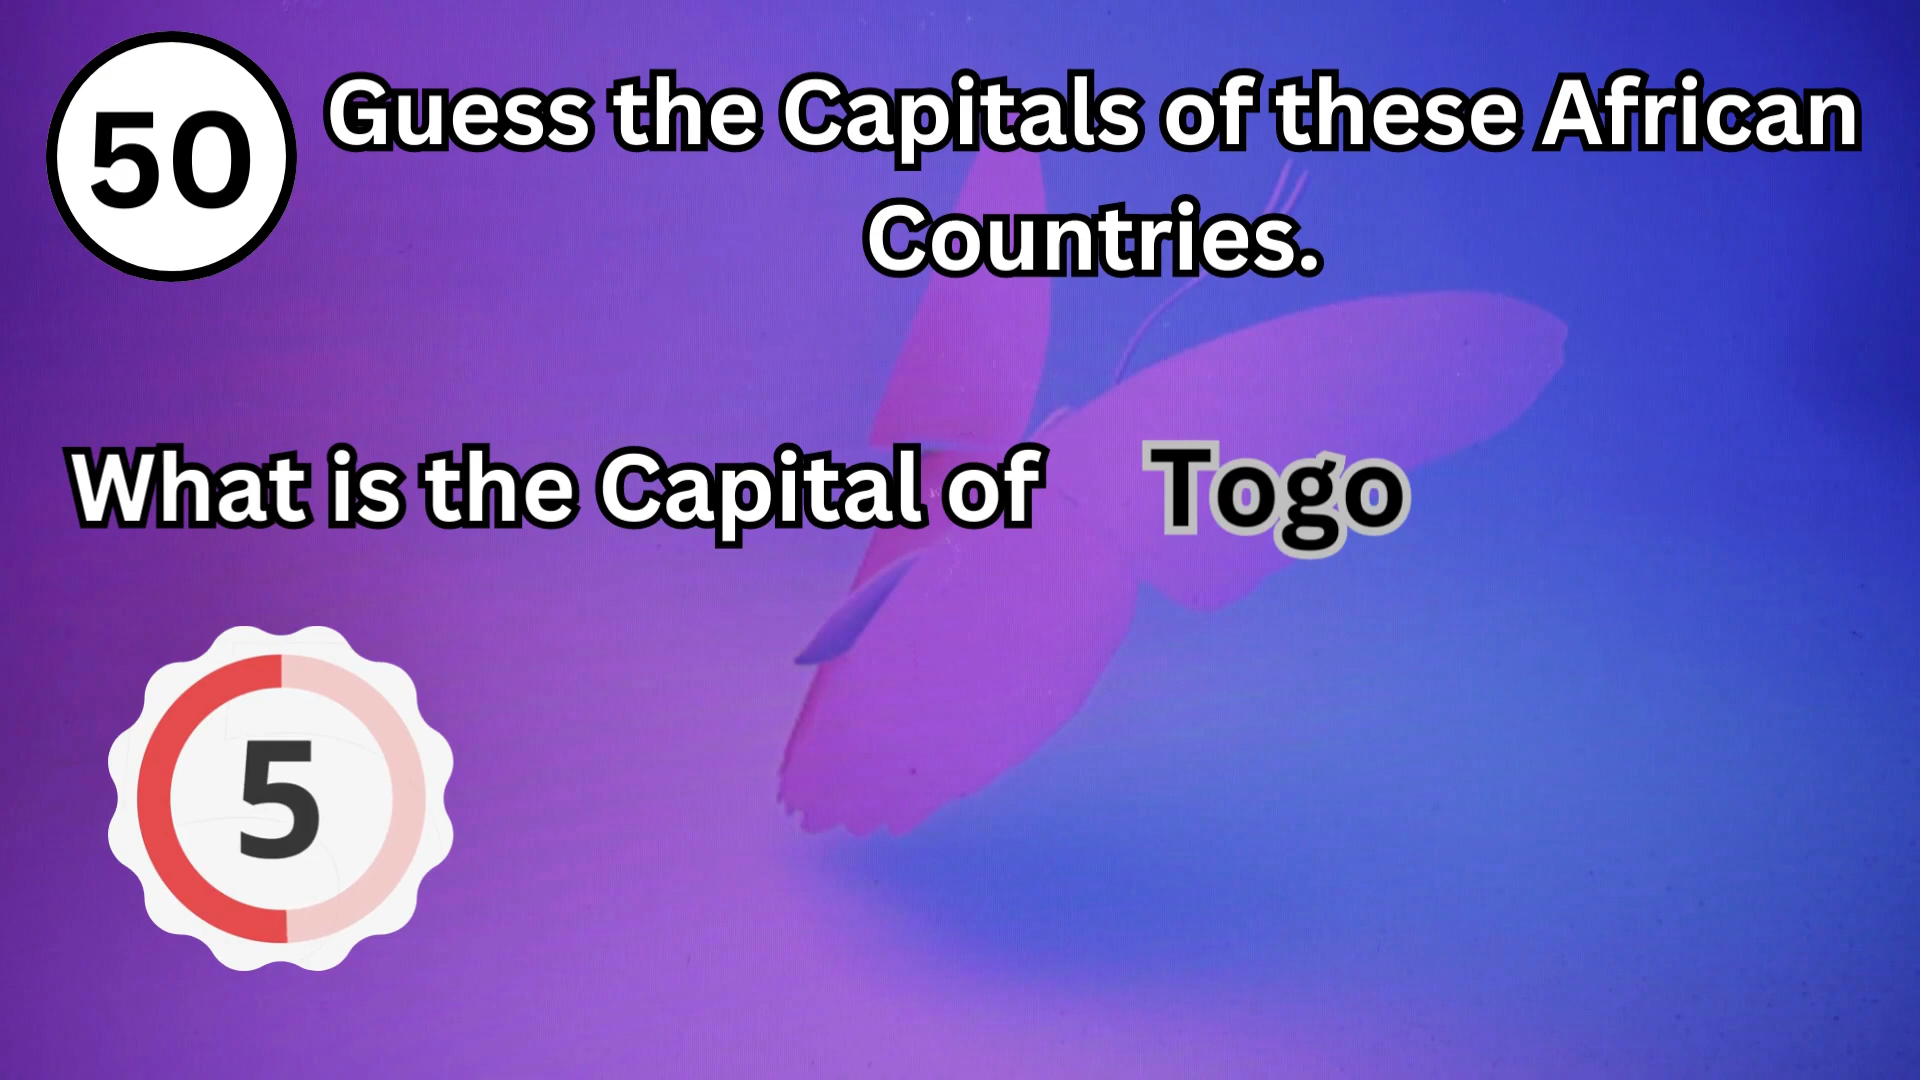 50
Guess the Capitals of these African
Countries.
What is the Capital of Togo
5